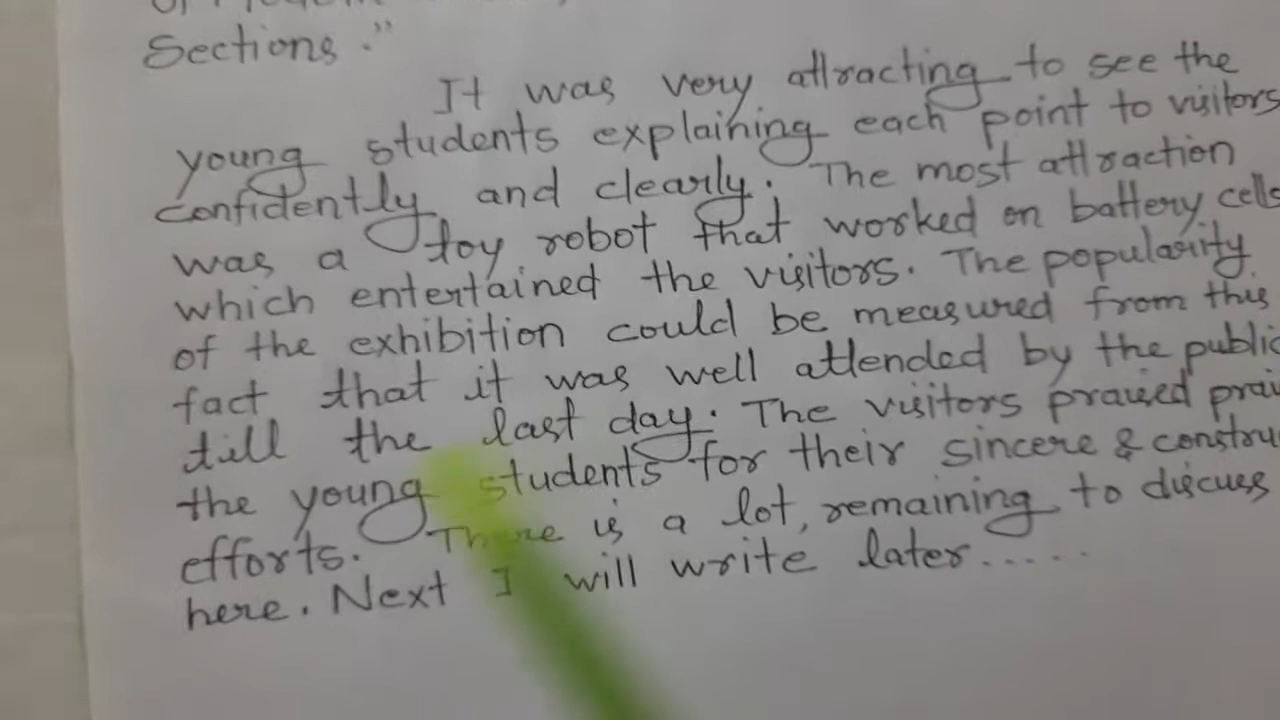 Sections."
It was very attracting to see the
young students explaining each point to visitors
confidently and clearly. The most attraction
was a toy robot that worked on battery cells
which entertained the visitors. The popularity
of the exhibition could be measured from this
fact that it was well attended by the public
till the last day. The visitors praised
the young students for their sincere &
efforts. There is a lot, remaining to discuss
here. Next I will write later.....